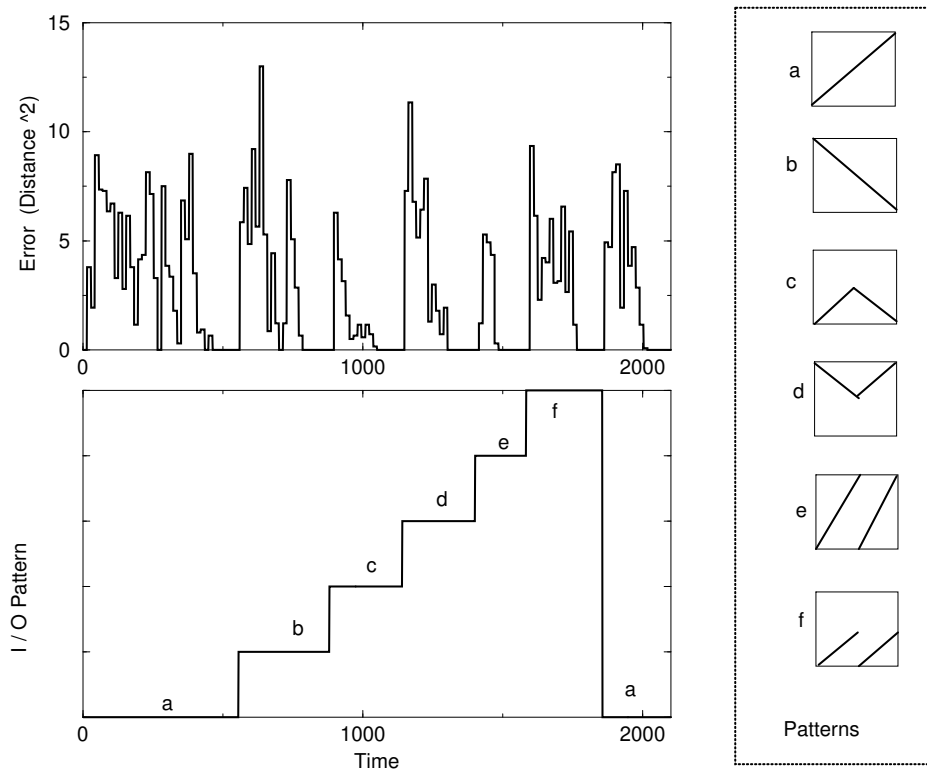 15
10
5
0
Error (Distance ^2)
0
1000
2000
I / O Pattern
a
b
c
d
e
f
a
0
1000
2000
Time
a
b
c
d
e
f
Patterns